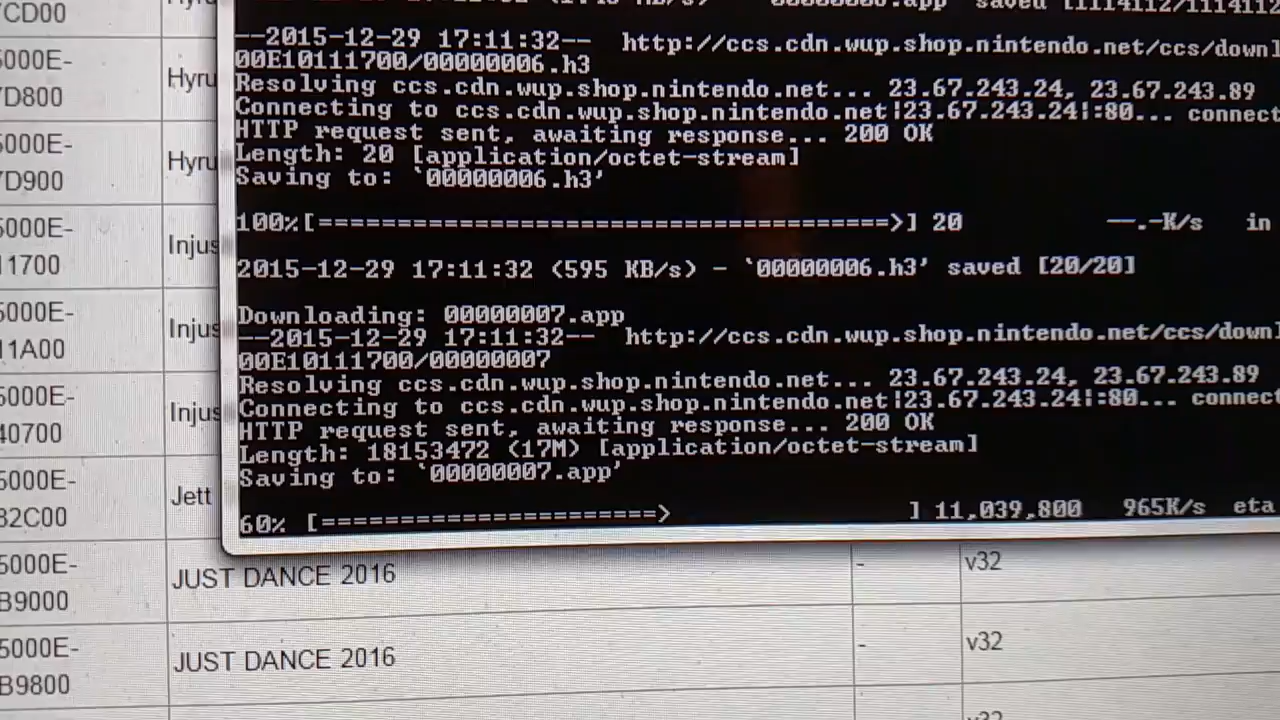 CD00
5000E-
7D800
Hyru
5000E-
7D900
Hyru
5000E-
11700
Injus
5000E-
11A00
Injus
5000E-
40700
Injus
5000E-
82C00
Jett
5000E-
B9000
JUST DANCE 2016
-
v32
5000E-
B9800
JUST DANCE 2016
-
v32
--2015-12-29 17:11:32-- http://ccs.cdn.wup.shop.nintendo.net/ccs/downl
00E10111700/00000006.h3
Resolving ccs.cdn.wup.shop.nintendo.net... 23.67.243.24, 23.67.243.89
Connecting to ccs.cdn.wup.shop.nintendo.net|23.67.243.24|:80... connect
HTTP request sent, awaiting response... 200 OK
Length: 20 [application/octet-stream]
Saving to: `00000006.h3'
100%[======================================>] 20 --.-K/s in
2015-12-29 17:11:32 (595 KB/s) - `00000006.h3' saved [20/20]
Downloading: 00000007.app
--2015-12-29 17:11:32-- http://ccs.cdn.wup.shop.nintendo.net/ccs/downl
00E10111700/00000007
Resolving ccs.cdn.wup.shop.nintendo.net... 23.67.243.24, 23.67.243.89
Connecting to ccs.cdn.wup.shop.nintendo.net|23.67.243.24|:80... connect
HTTP request sent, awaiting response... 200 OK
Length: 18153472 (17M) [application/octet-stream]
Saving to: `00000007.app'
60% [======================> ] 11,039,800 965K/s eta